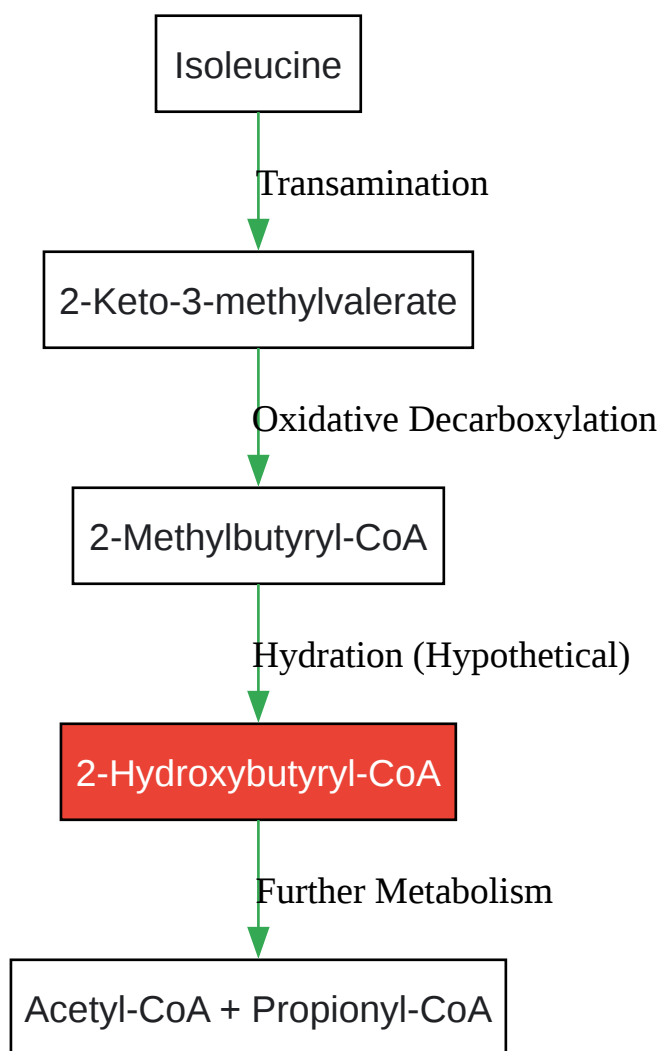 Isoleucine
Transamination
2-Keto-3-methylvalerate
Oxidative Decarboxylation
2-Methylbutyryl-CoA
Hydration (Hypothetical)
2-Hydroxybutyryl-CoA
Further Metabolism
Acetyl-CoA + Propionyl-CoA